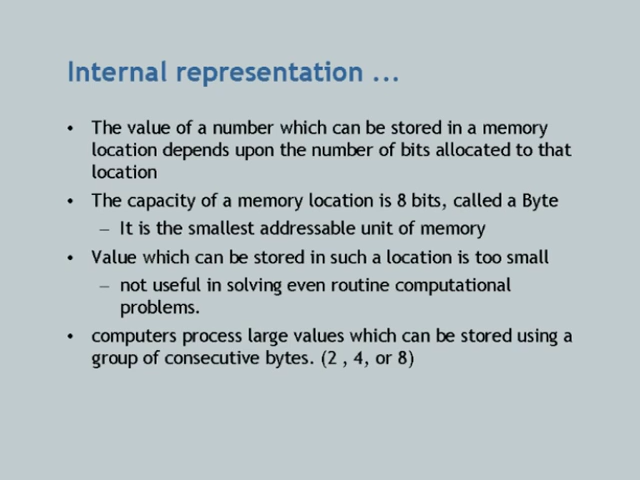 Internal representation ...
• The value of a number which can be stored in a memory
location depends upon the number of bits allocated to that
location
• The capacity of a memory location is 8 bits, called a Byte
– It is the smallest addressable unit of memory
• Value which can be stored in such a location is too small
– not useful in solving even routine computational
problems.
• computers process large values which can be stored using a
group of consecutive bytes. (2 , 4, or 8)